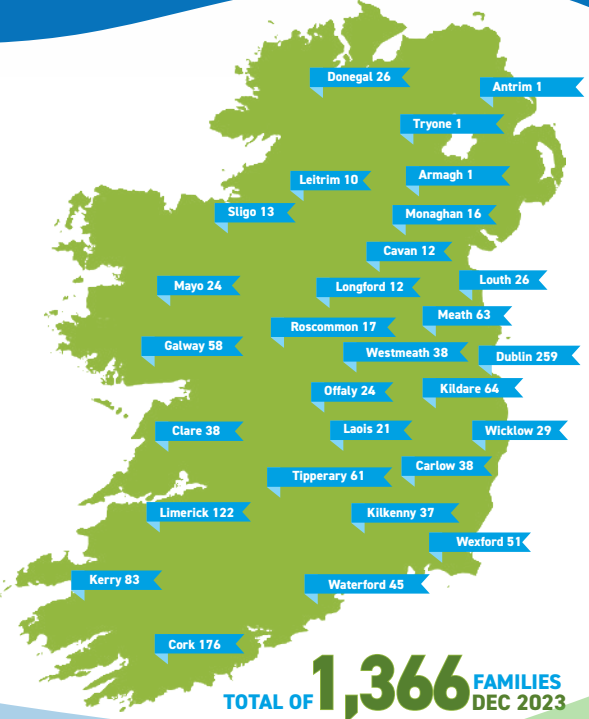 Donegal 26
Antrim 1
Tryone 1
Armagh 1
Leitrim 10
Sligo 13
Monaghan 16
Cavan 12
Louth 26
Mayo 24
Longford 12
Meath 63
Roscommon 17
Galway 58
Westmeath 38
Dublin 259
Offaly 24
Kildare 64
Clare 38
Laois 21
Wicklow 29
Carlow 38
Tipperary 61
Limerick 122
Kilkenny 37
Wexford 51
Kerry 83
Waterford 45
Cork 176
TOTAL OF 1,366 FAMILIES
DEC 2023